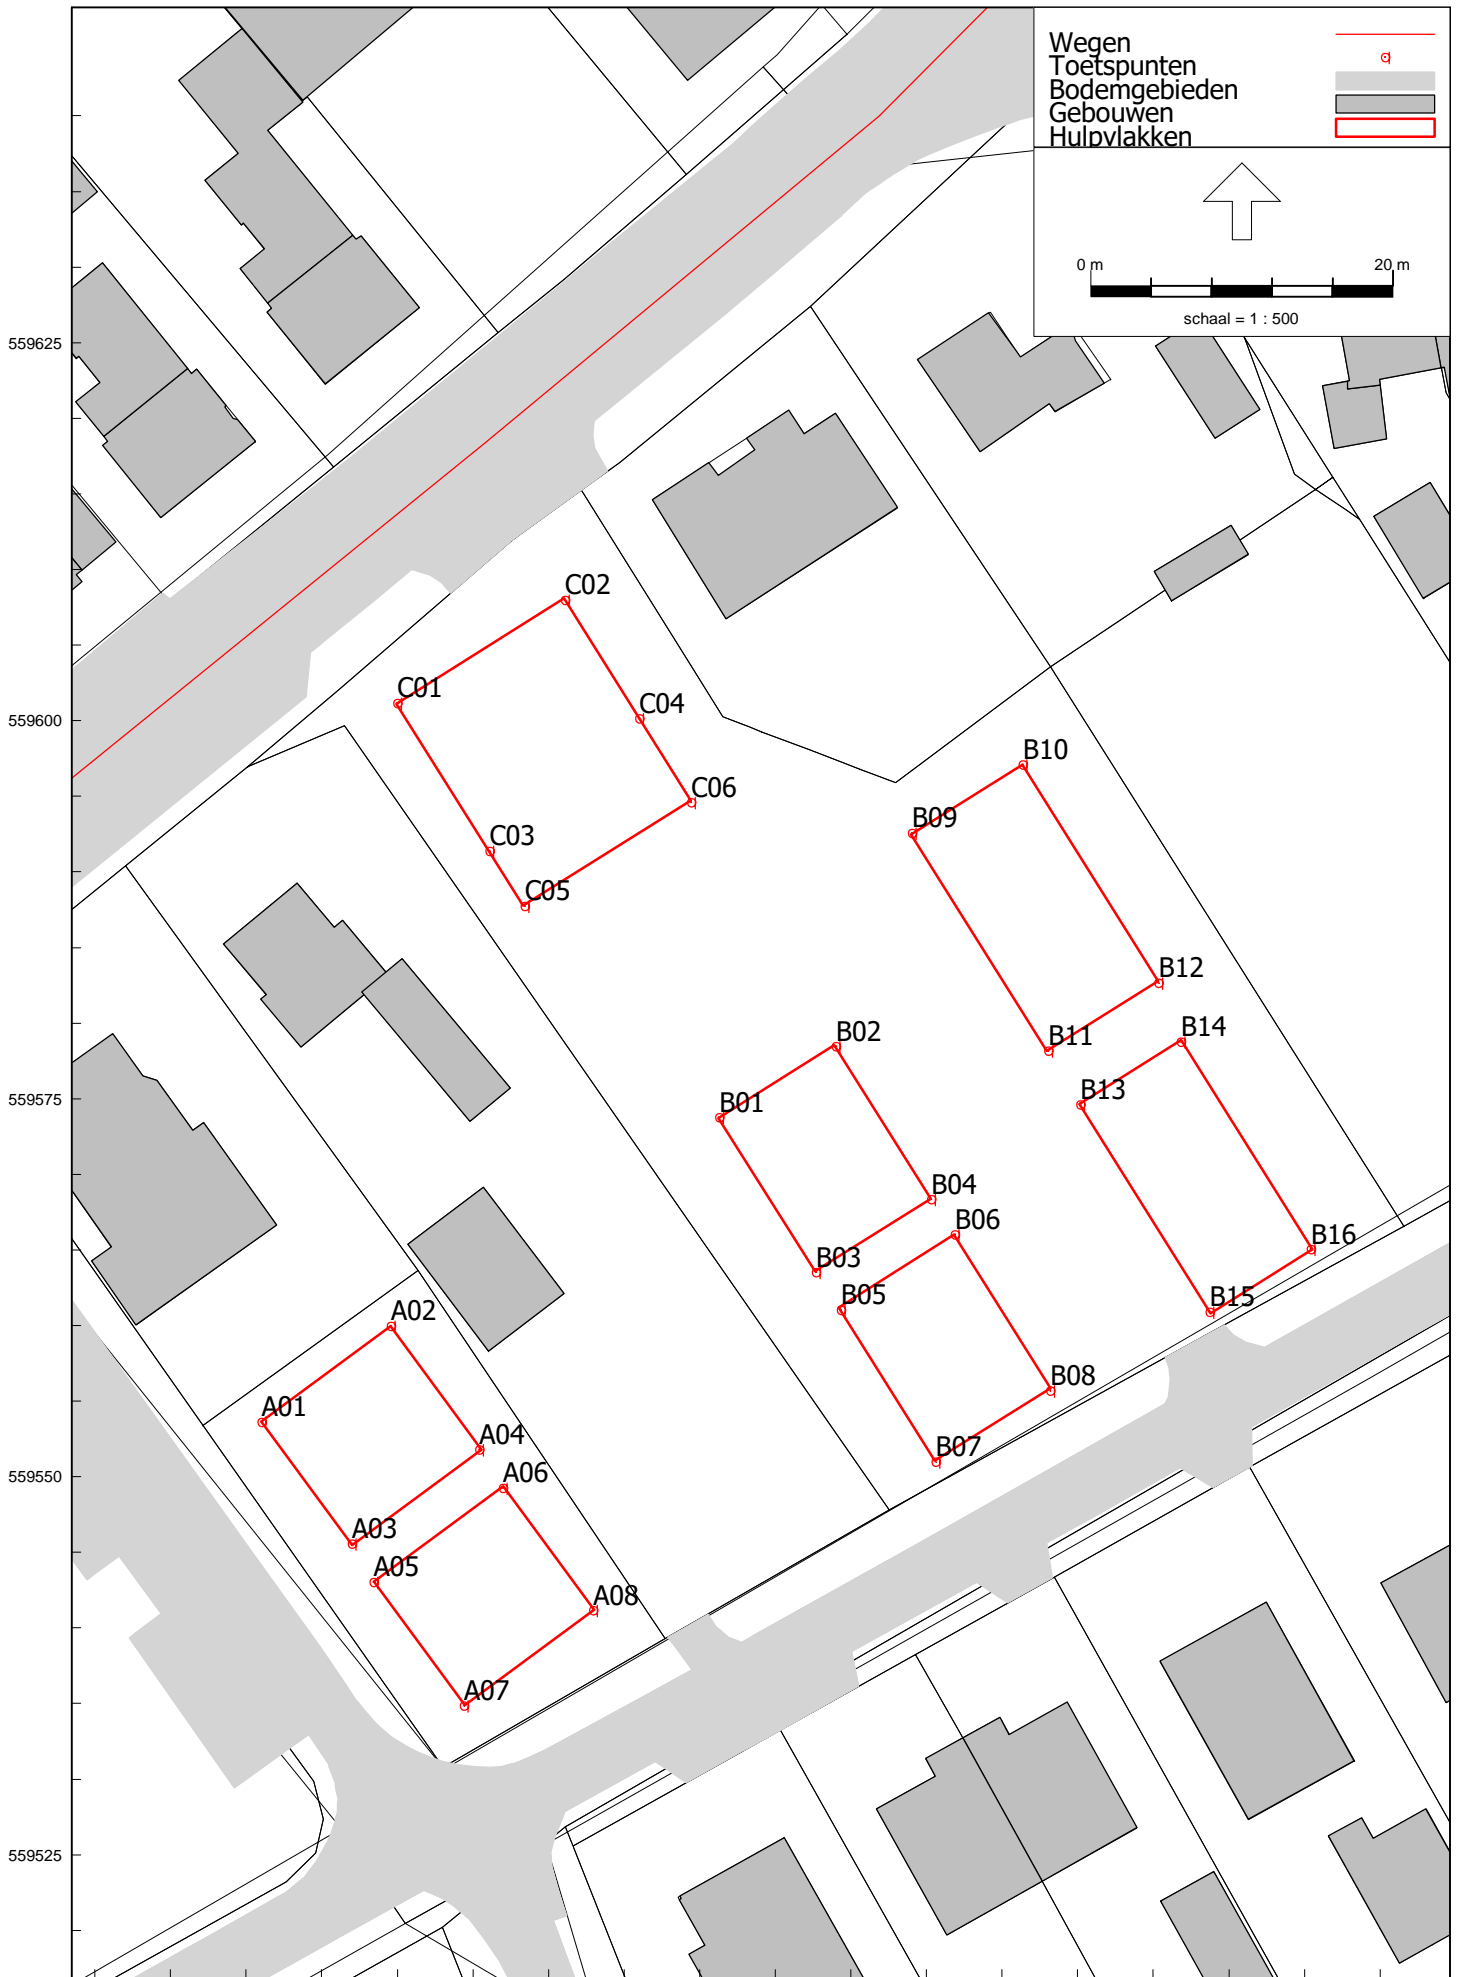 Wegen
Toetspunten
Bodemgebieden
Gebouwen
Hulpvlakken
0 m 20 m
schaal = 1 : 500
559625
C02
C01
C04
559600
B10
C06
B09
C03
C05
B12
B02
B14
B11
559575
B13
B01
B04
B06
B16
B03
B05
B15
A02
B08
A01
A04
B07
559550
A06
A03
A05
A08
A07
559525